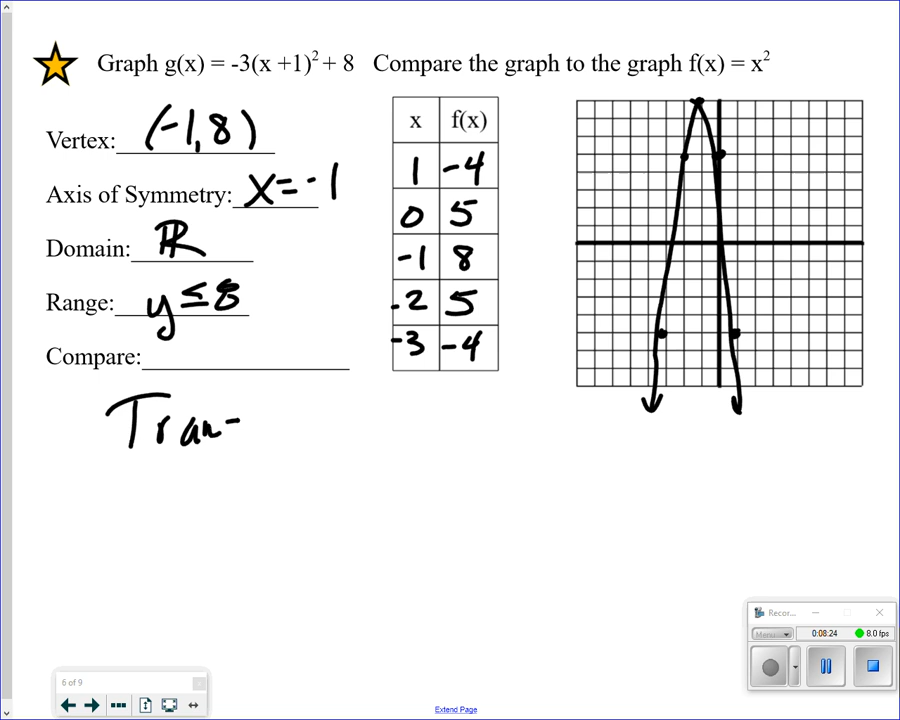 Graph g(x) = -3(x +1)² + 8 Compare the graph to the graph f(x) = x²
Vertex: (-1, 8)
Axis of Symmetry: x = -1
Domain: ℝ
Range: y ≤ 8
Compare:
Tran-
x f(x)
1 -4
0 5
-1 8
-2 5
-3 -4
Recor...
Menu
0:08:24
8.0 fps
6 of 9
Extend Page